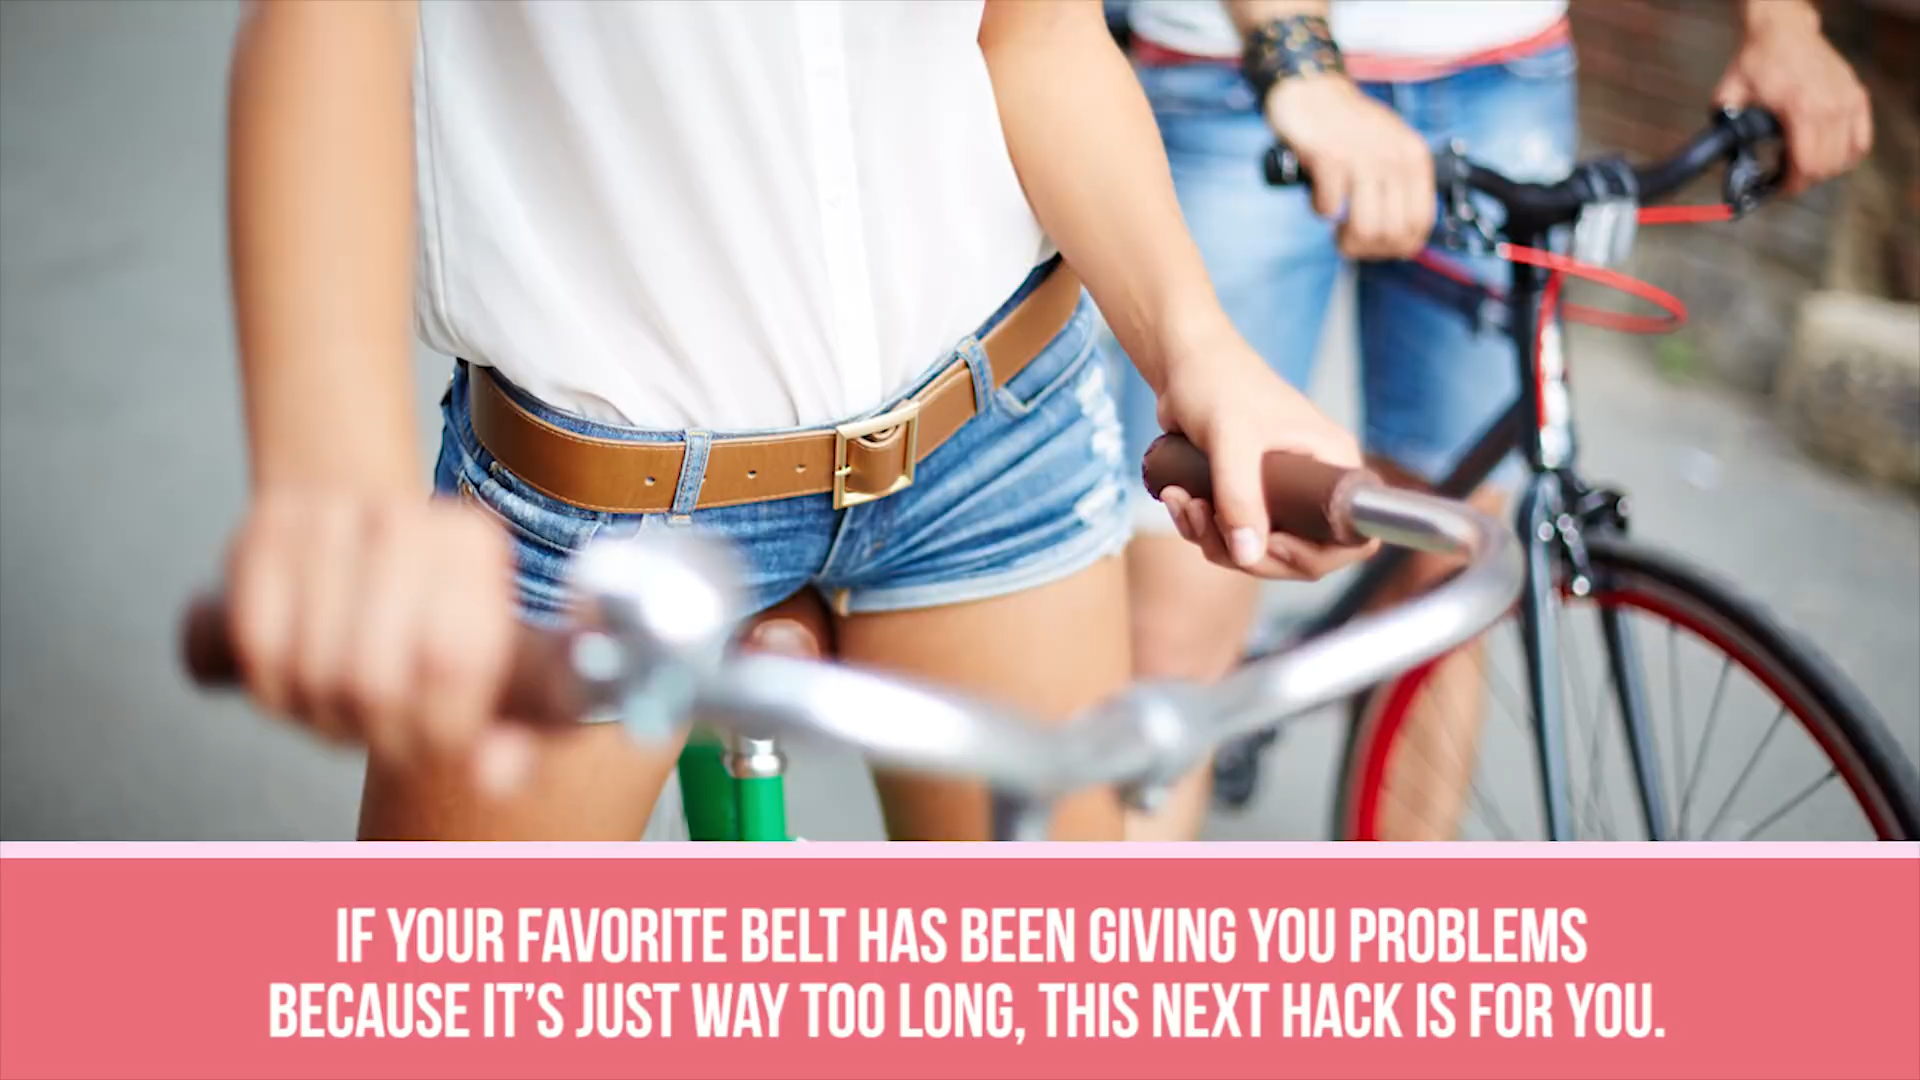 IF YOUR FAVORITE BELT HAS BEEN GIVING YOU PROBLEMS
BECAUSE IT’S JUST WAY TOO LONG, THIS NEXT HACK IS FOR YOU.